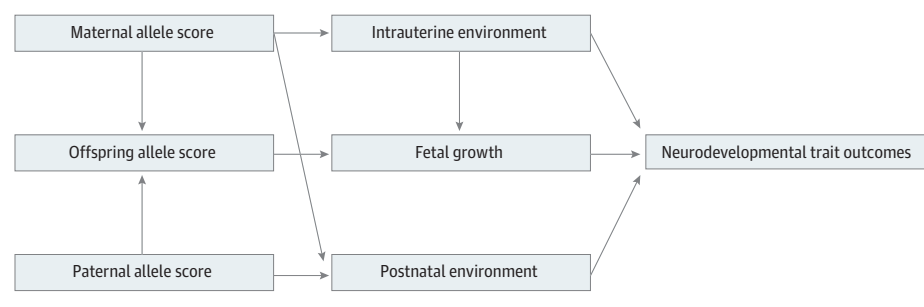 Maternal allele score
Intrauterine environment
Offspring allele score
Fetal growth
Neurodevelopmental trait outcomes
Paternal allele score
Postnatal environment